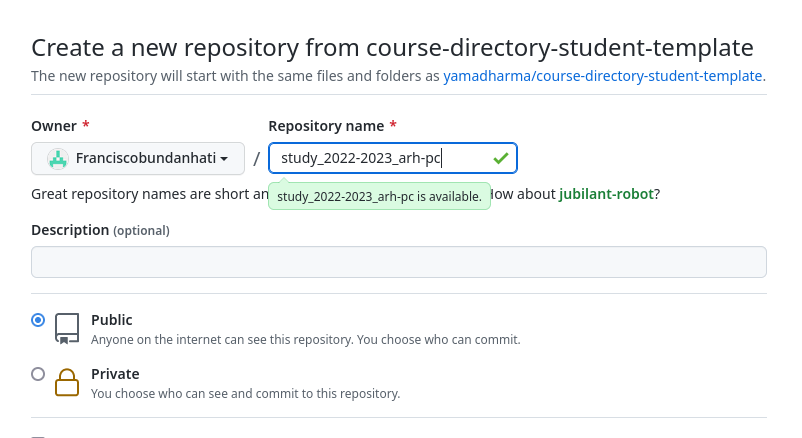 Create a new repository from course-directory-student-template
The new repository will start with the same files and folders as yamadharma/course-directory-student-template.
Owner * Repository name *
Franciscobundanhati / study_2022-2023_arh-pc
Great repository names are short an How about jubilant-robot?
study_2022-2023_arh-pc is available.
Description (optional)
Public
Anyone on the internet can see this repository. You choose who can commit.
Private
You choose who can see and commit to this repository.